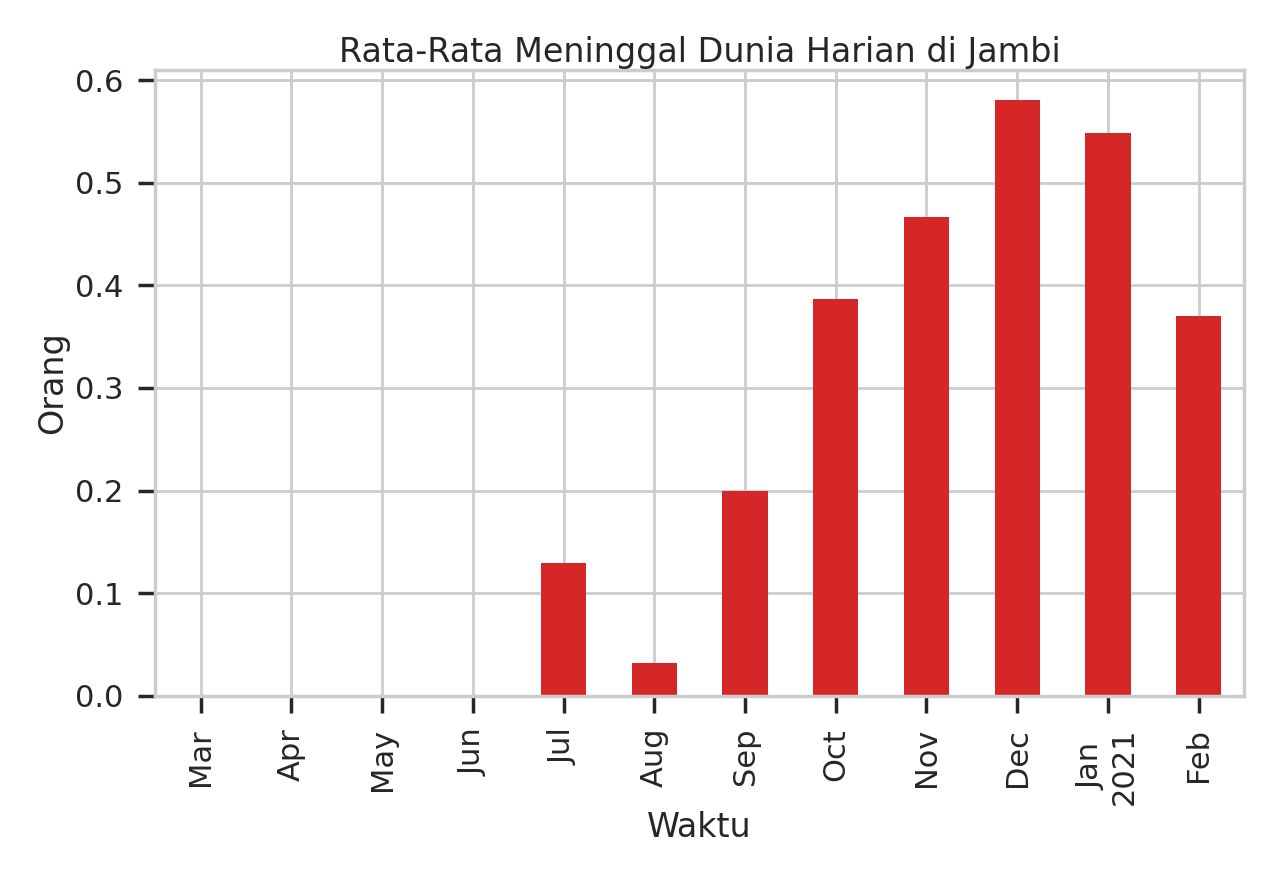 Rata-Rata Meninggal Dunia Harian di Jambi
0.6
0.5
0.4
0.3
0.2
0.1
0.0
Orang
Mar
Apr
May
Jun
Jul
Aug
Sep
Oct
Nov
Dec
Jan
2021
Feb
Waktu